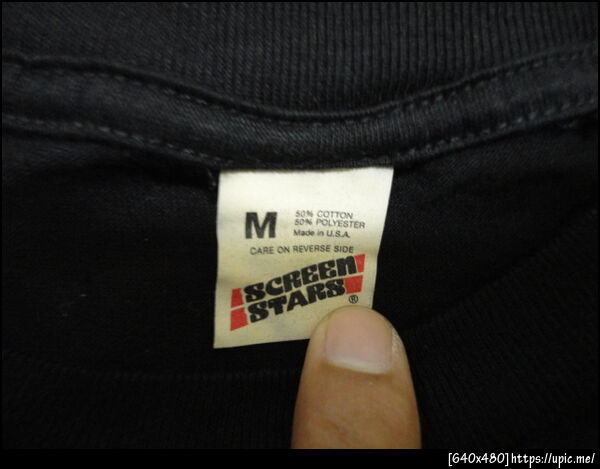 M
50% COTTON
50% POLYESTER
Made in U.S.A.
CARE ON REVERSE SIDE
SCREEN
STARS®
[640x480]https://upic.me/